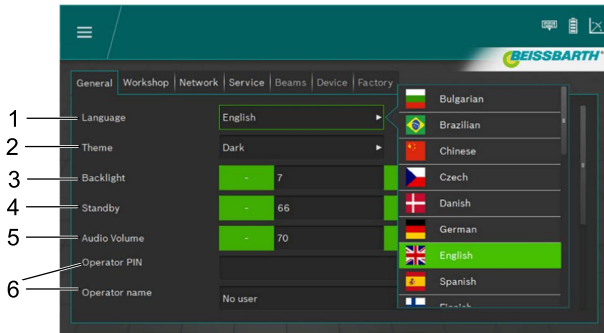 BEISSBARTH
General Workshop Network Service Beams Device Factory
1 Language English
2 Theme Dark
3 Backlight - 7
4 Standby - 66
5 Audio Volume - 70
6 Operator PIN
Operator name No user
Bulgarian
Brazilian
Chinese
Czech
Danish
German
English
Spanish
Finnish